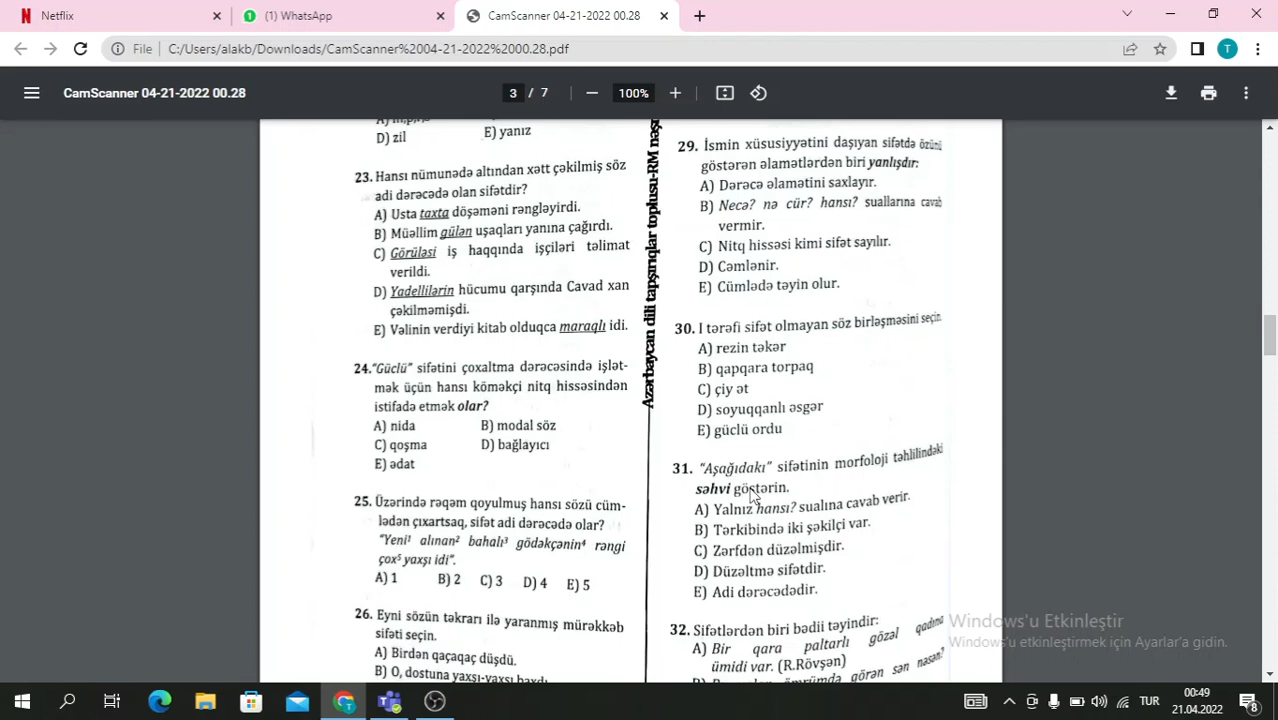 Netflix
(1) WhatsApp
CamScanner 04-21-2022 00.28
File
C:/Users/alakb/Downloads/CamScanner%2004-21-2022%2000.28.pdf
T
CamScanner 04-21-2022 00.28
3 / 7
100%
D) zil
E) yanız
23. Hansı nümunədə altından xətt çəkilmiş söz
adi dərəcədə olan sifətdir?
A) Usta taxta döşəməni rəngləyirdi.
B) Müəllim gülən uşaqları yanına çağırdı.
C) Görüləsi iş haqqında işçiləri təlimat
verildi.
D) Yadellilərin hücumu qarşında Cavad xan
çəkilməmişdi.
E) Vəlinin verdiyi kitab olduqca maraqlı idi.
24. "Güclü" sifətini çoxaltma dərəcəsində işlət-
mək üçün hansı köməkçi nitq hissəsindən
istifadə etmək olar?
A) nida
B) modal söz
C) qoşma
D) bağlayıcı
E) ədat
25. Üzərində rəqəm qoyulmuş hansı sözü cüm-
lədən çıxartsaq, sifət adi dərəcədə olar?
"Yeni¹ alınan² bahalı³ gödəkçənin⁴ rəngi
çox⁵ yaxşı idi".
A) 1
B) 2
C) 3
D) 4
E) 5
26. Eyni sözün təkrarı ilə yaranmış mürəkkəb
sifəti seçin.
A) Birdən qaçaqaç düşdü.
B) O, dostuna yaxşı-yaxşı baxdı.
Azərbaycan dili tapşırıqlar toplusu-RM nəşr
29. İsmin xüsusiyyətini daşıyan sifətdə özünü
göstərən əlamətlərdən biri yanlışdır:
A) Dərəcə əlamətini saxlayır.
B) Necə? nə cür? hansı? suallarına cavab
vermir.
C) Nitq hissəsi kimi sifət sayılır.
D) Cəmlənir.
E) Cümlədə təyin olur.
30. I tərəfi sifət olmayan söz birləşməsini seçin.
A) rezin təkər
B) qapqara torpaq
C) çiy ət
D) soyuqqanlı əsgər
E) güclü ordu
31. "Aşağıdakı" sifətinin morfoloji təhlilindəki
səhvi göstərin.
A) Yalnız hansı? sualına cavab verir.
B) Tərkibində iki şəkilçi var.
C) Zərfdən düzəlmişdir.
D) Düzəltmə sifətdir.
E) Adi dərəcədədir.
32. Sifətlərdən biri bədii təyindir:
A) Bir qara paltarlı gözəl qadına
ümidi var. (R.Rövşən)
görən sən nəsən?
Windows'u Etkinleştir
Windows'u etkinleştirmek için Ayarlar'a gidin.
TUR
00:49
21.04.2022
8